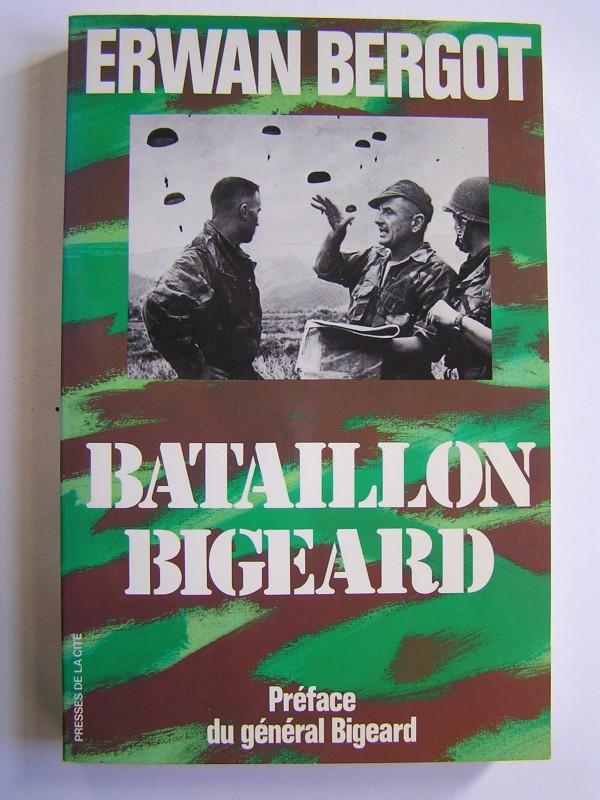 ERWAN BERGOT
BATAILLON
BIGEARD
PRESSES DE LA CITÉ
Préface
du général Bigeard